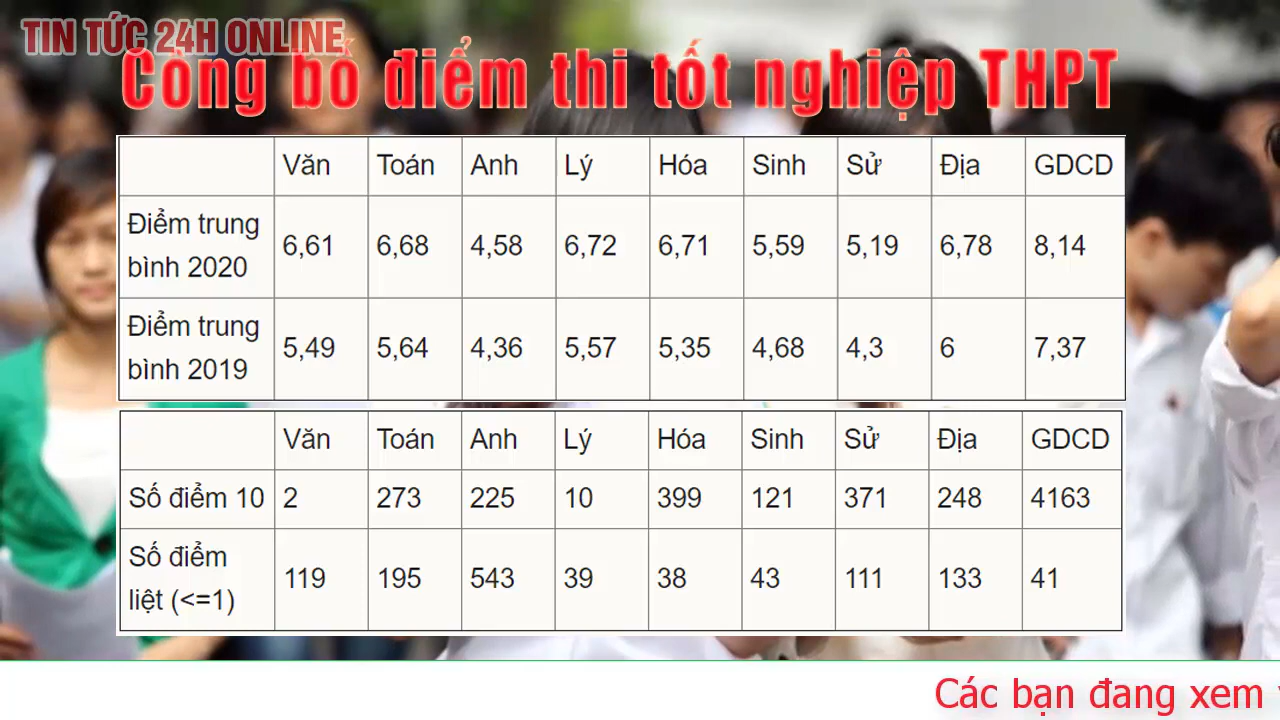 TIN TỨC 24H ONLINE
Công bố điểm thi tốt nghiệp THPT
Văn Toán Anh Lý Hóa Sinh Sử Địa GDCD
Điểm trung bình 2020 6,61 6,68 4,58 6,72 6,71 5,59 5,19 6,78 8,14
Điểm trung bình 2019 5,49 5,64 4,36 5,57 5,35 4,68 4,3 6 7,37
Văn Toán Anh Lý Hóa Sinh Sử Địa GDCD
Số điểm 10 2 273 225 10 399 121 371 248 4163
Số điểm liệt (<=1) 119 195 543 39 38 43 111 133 41
Các bạn đang xem